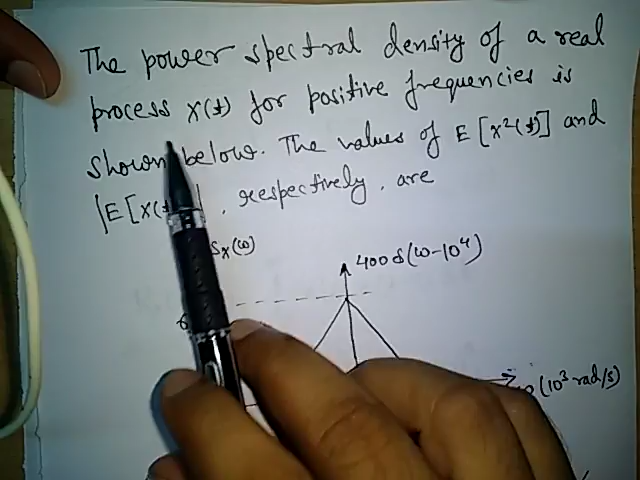 The power spectral density of a real
process X(t) for positive frequencies is
shown below. The values of E[X²(t)] and
|E[X(t)]|, respectively, are
Sx(ω)
400δ(ω-10⁴)
6
ω(10³ rad/s)